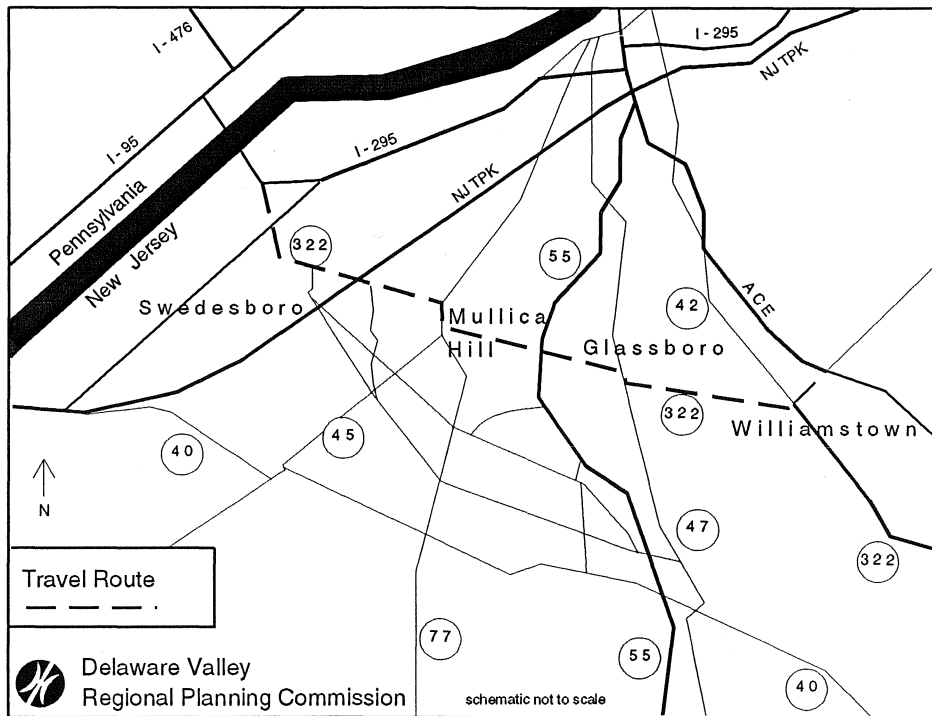 I - 476
I - 295
NJ TPK
I - 95
I - 295
NJ TPK
Pennsylvania
New Jersey
322
55
Swedesboro
Mullica
Hill
42
ACE
Glassboro
322
Williamstown
40
45
N
47
322
Travel Route
77
55
40
Delaware Valley
Regional Planning Commission
schematic not to scale